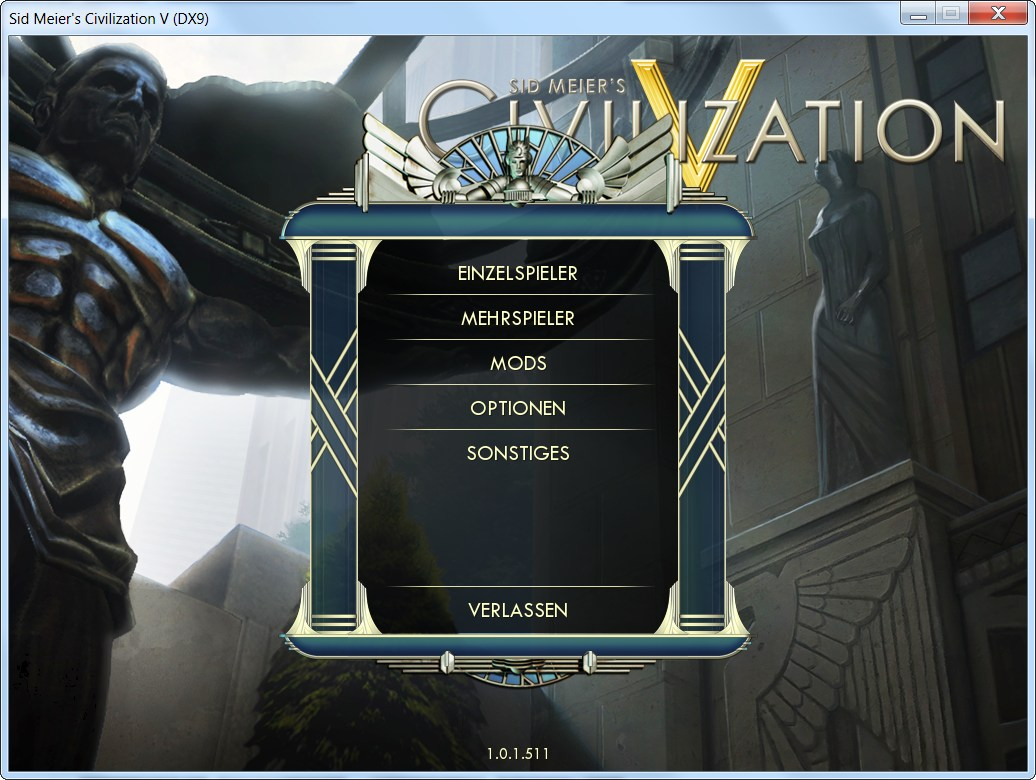 Sid Meier's Civilization V (DX9)
SID MEIER'S
CIVILIZATION V
EINZELSPIELER
MEHRSPIELER
MODS
OPTIONEN
SONSTIGES
VERLASSEN
1.0.1.511